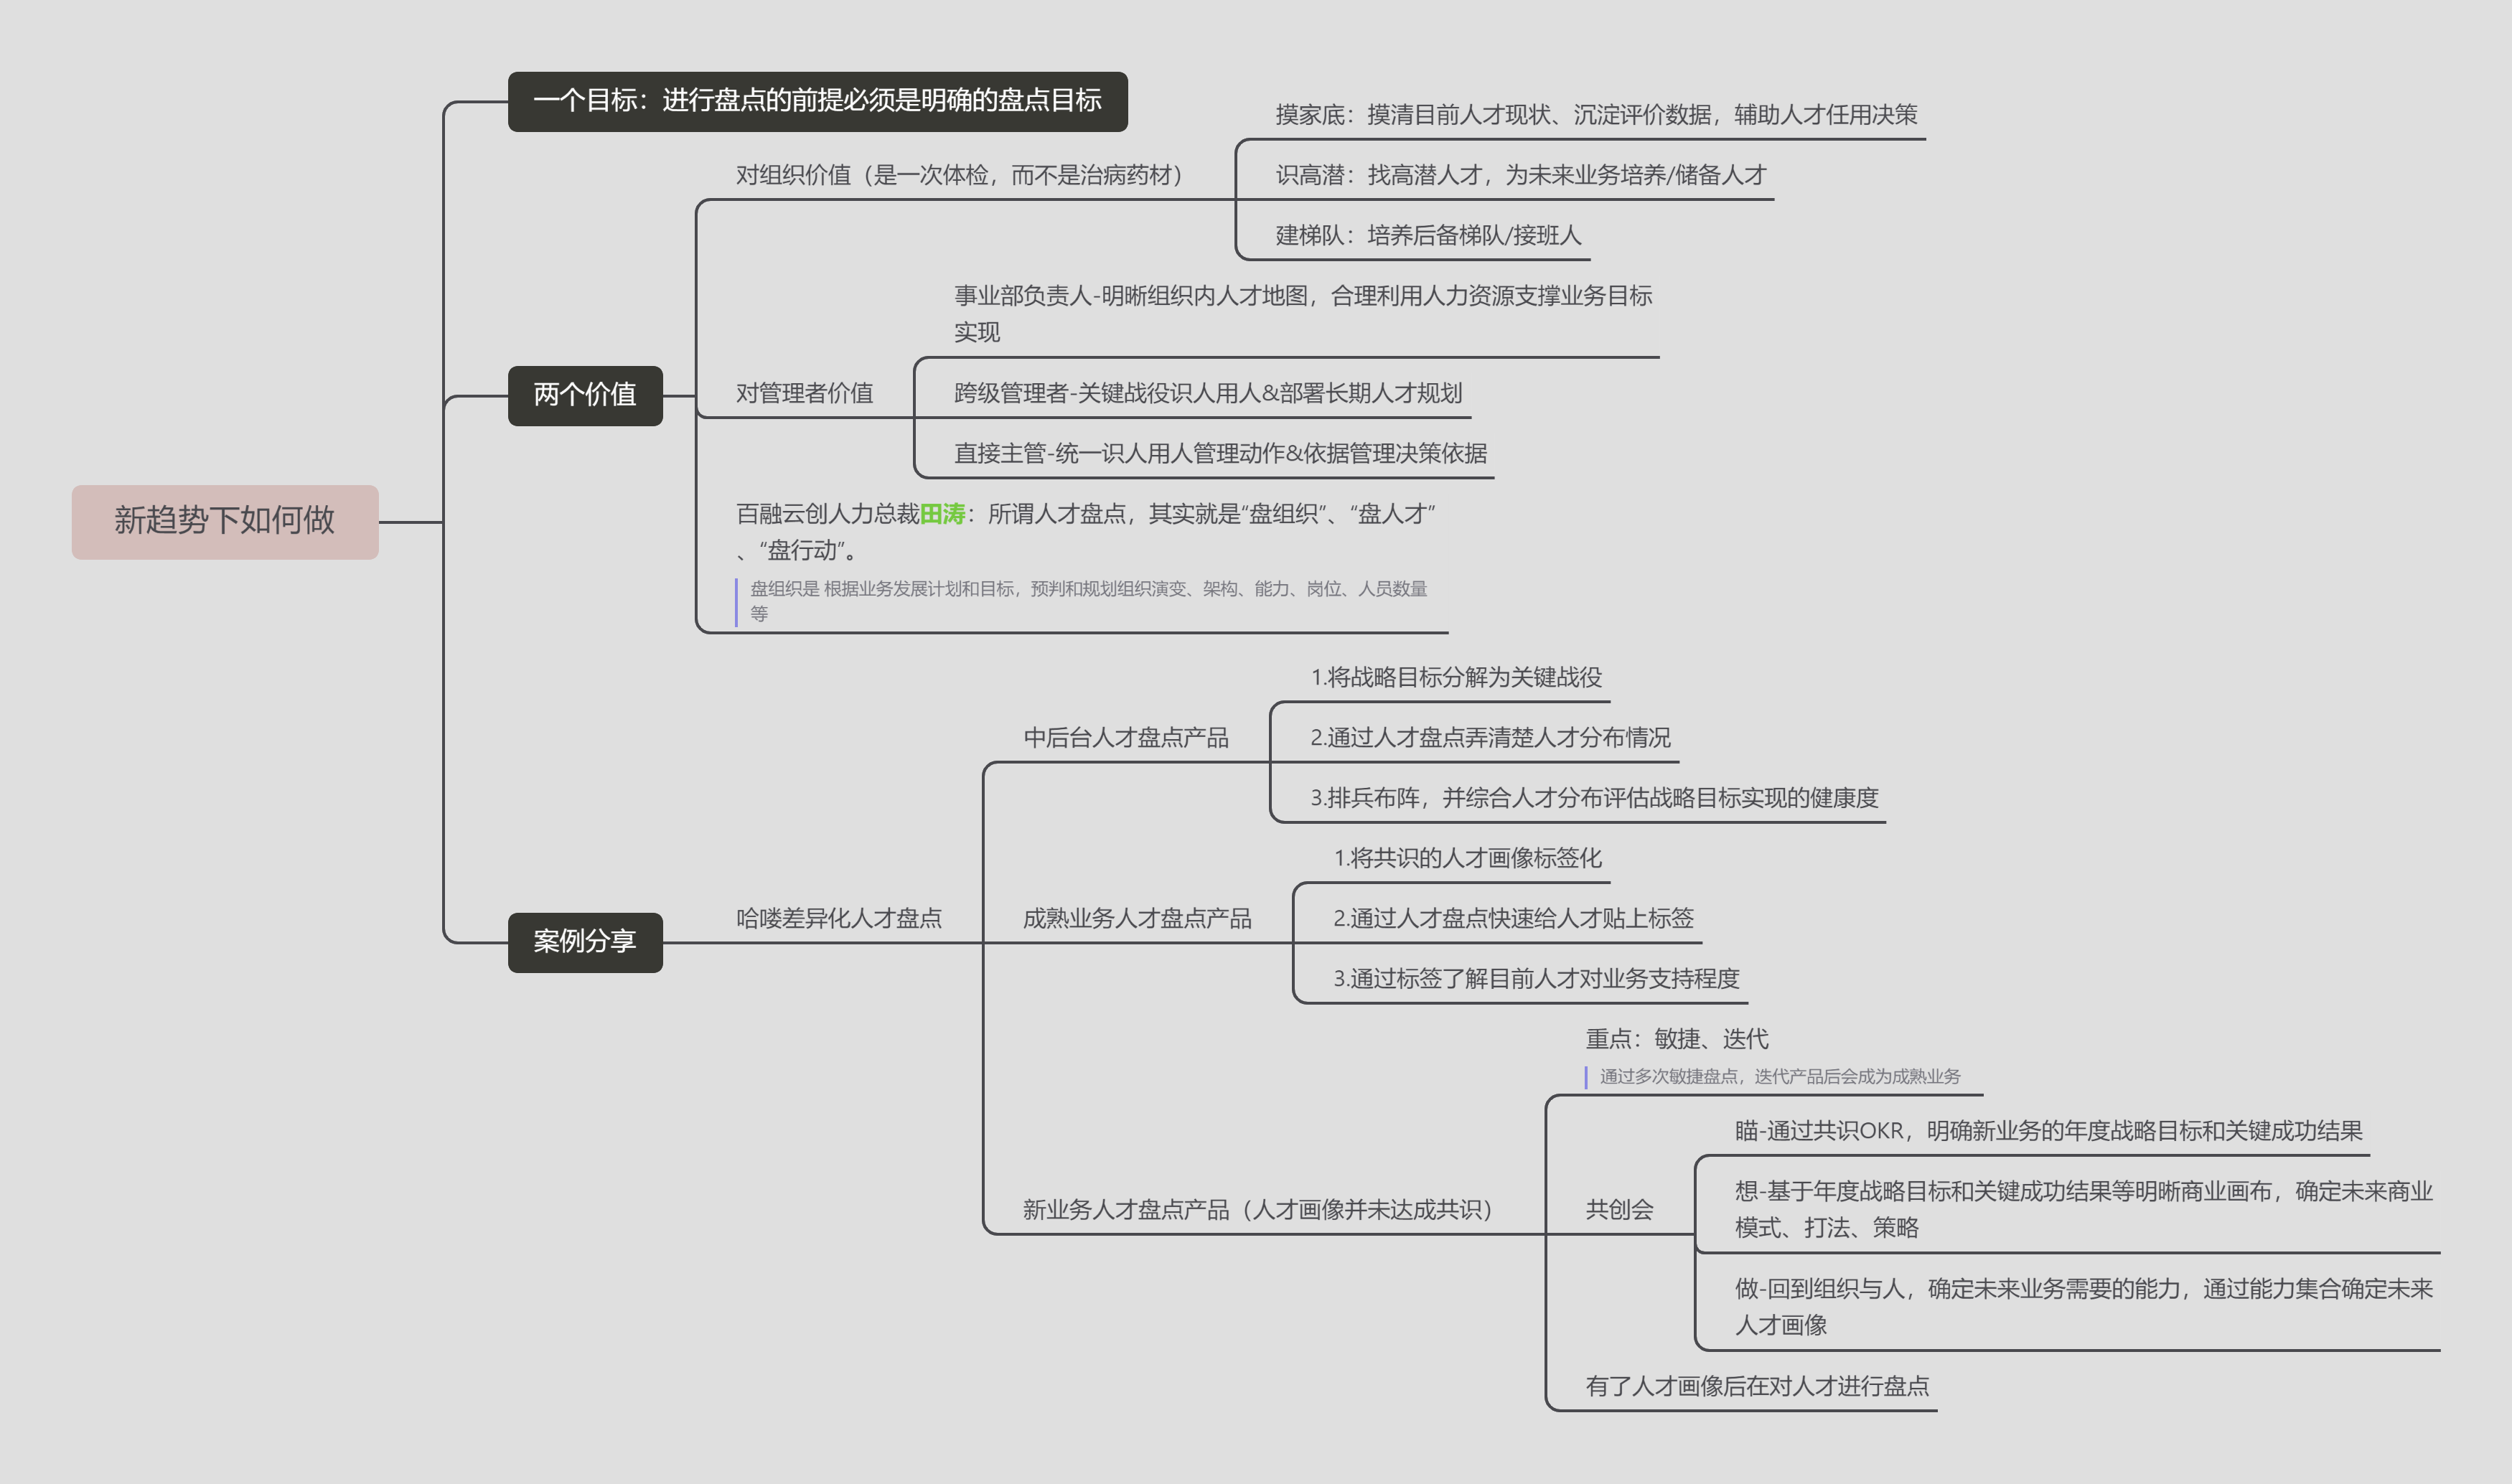 新趋势下如何做
一个目标：进行盘点的前提必须是明确的盘点目标
两个价值
对组织价值（是一次体检，而不是治病药材）
摸家底：摸清目前人才现状、沉淀评价数据，辅助人才任用决策
识高潜：找高潜人才，为未来业务培养/储备人才
建梯队：培养后备梯队/接班人
对管理者价值
事业部负责人-明晰组织内人才地图，合理利用人力资源支撑业务目标
实现
跨级管理者-关键战役识人用人&部署长期人才规划
直接主管-统一识人用人管理动作&依据管理决策依据
百融云创人力总裁田涛：所谓人才盘点，其实就是“盘组织”、“盘人才”
、“盘行动”。
盘组织是 根据业务发展计划和目标，预判和规划组织演变、架构、能力、岗位、人员数量
等
案例分享
哈喽差异化人才盘点
中后台人才盘点产品
1.将战略目标分解为关键战役
2.通过人才盘点弄清楚人才分布情况
3.排兵布阵，并综合人才分布评估战略目标实现的健康度
成熟业务人才盘点产品
1.将共识的人才画像标签化
2.通过人才盘点快速给人才贴上标签
3.通过标签了解目前人才对业务支持程度
新业务人才盘点产品（人才画像并未达成共识）
重点：敏捷、迭代
通过多次敏捷盘点，迭代产品后会成为成熟业务
共创会
瞄-通过共识OKR，明确新业务的年度战略目标和关键成功结果
想-基于年度战略目标和关键成功结果等明晰商业画布，确定未来商业
模式、打法、策略
做-回到组织与人，确定未来业务需要的能力，通过能力集合确定未来
人才画像
有了人才画像后在对人才进行盘点